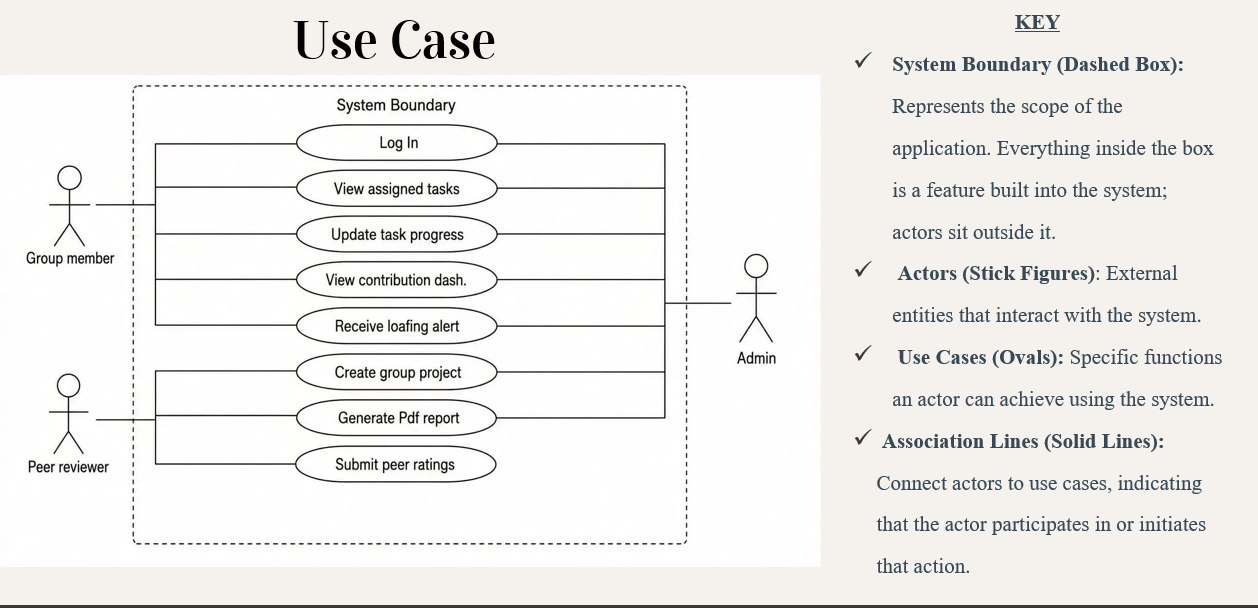 Use Case
System Boundary
Log In
View assigned tasks
Update task progress
View contribution dash.
Receive loafing alert
Create group project
Generate Pdf report
Submit peer ratings
Group member
Peer reviewer
Admin
KEY
✓ System Boundary (Dashed Box):
Represents the scope of the
application. Everything inside the box
is a feature built into the system;
actors sit outside it.
✓ Actors (Stick Figures): External
entities that interact with the system.
✓ Use Cases (Ovals): Specific functions
an actor can achieve using the system.
✓ Association Lines (Solid Lines):
Connect actors to use cases, indicating
that the actor participates in or initiates
that action.